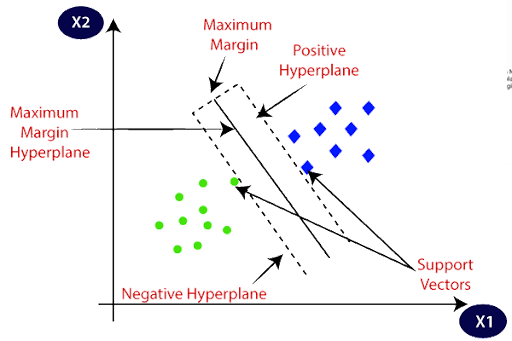 X2
Maximum
Margin
Positive
Hyperplane
Maximum
Margin
Hyperplane
Support
Vectors
Negative Hyperplane
X1